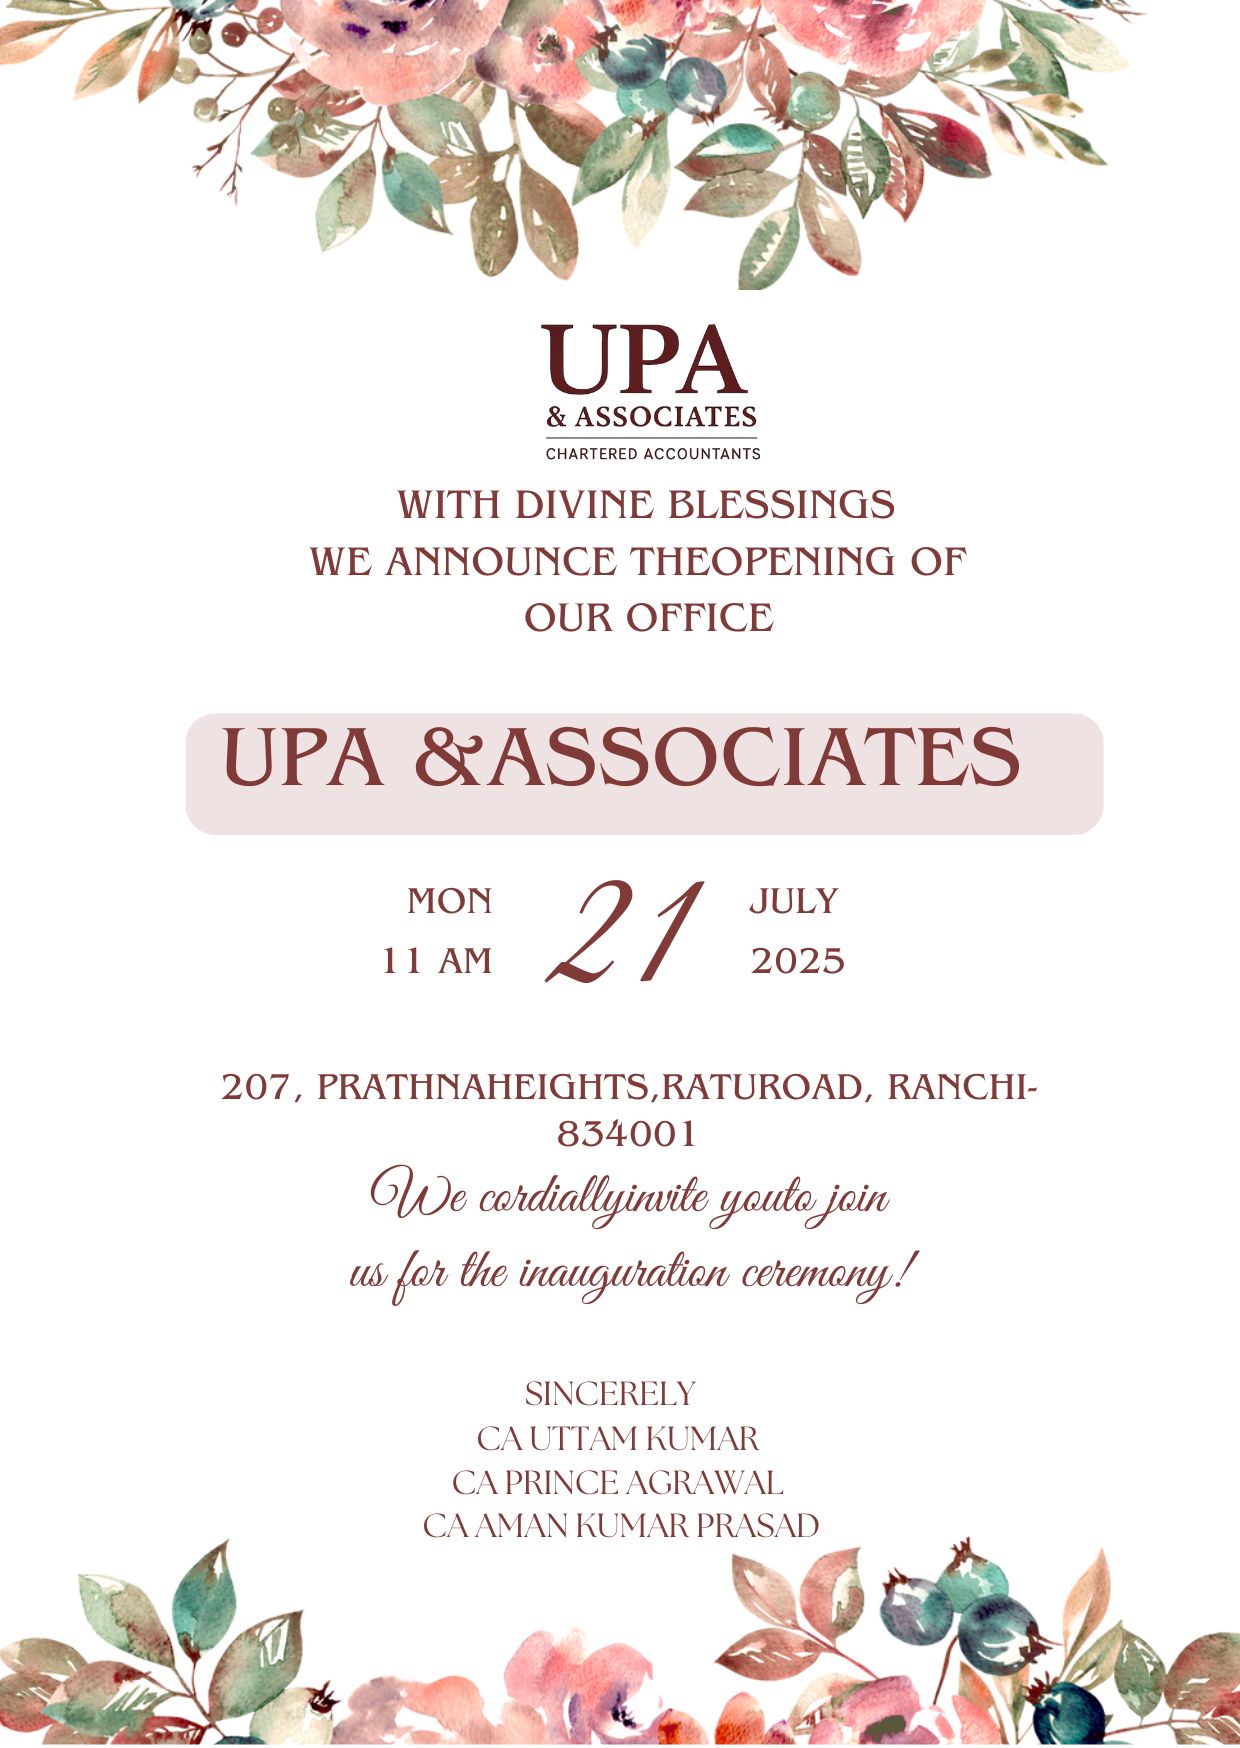 UPA
& ASSOCIATES
CHARTERED ACCOUNTANTS
WITH DIVINE BLESSINGS
WE ANNOUNCE THEOPENING OF
OUR OFFICE
UPA &ASSOCIATES
MON 21 JULY
11 AM 2025
207, PRATHNAHEIGHTS,RATUROAD, RANCHI-
834001
We cordiallyinvite youto join
us for the inauguration ceremony!
SINCERELY
CA UTTAM KUMAR
CA PRINCE AGRAWAL
CA AMAN KUMAR PRASAD